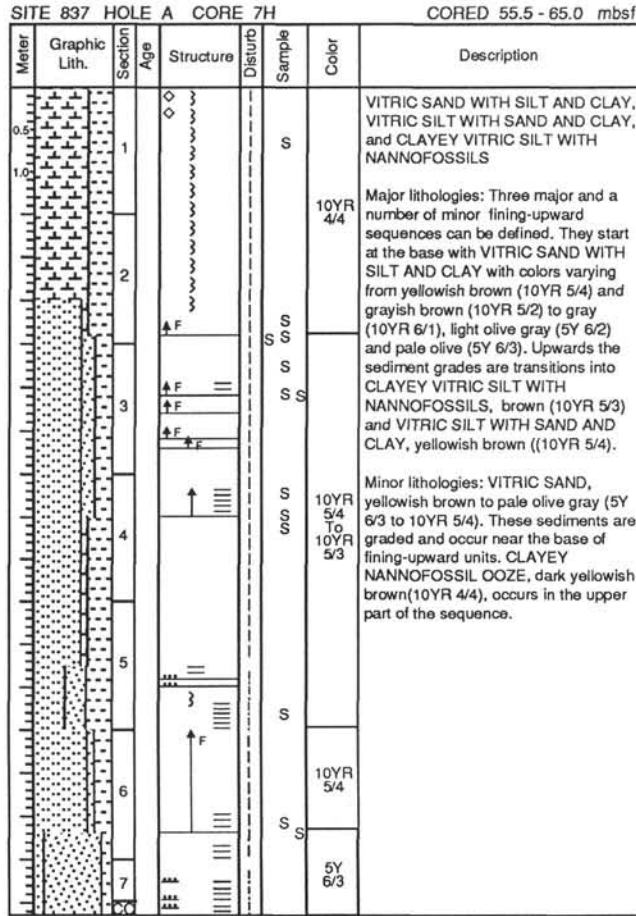 SITE 837 HOLE A CORE 7H CORED 55.5 - 65.0 mbsf
Meter
Graphic Lith.
Section
Age
Structure
Disturb
Sample
Color
Description
0.5
1.0
1
2
3
4
5
6
7
CC
F
F
F
F
F
F
S
S
S
S
S
S
S
S
S
S
S
S
S
10YR
4/4
10YR
5/4
To
10YR
5/3
10YR
5/4
5Y
6/3
VITRIC SAND WITH SILT AND CLAY,
VITRIC SILT WITH SAND AND CLAY,
and CLAYEY VITRIC SILT WITH
NANNOFOSSILS
Major lithologies: Three major and a
number of minor fining-upward
sequences can be defined. They start
at the base with VITRIC SAND WITH
SILT AND CLAY with colors varying
from yellowish brown (10YR 5/4) and
grayish brown (10YR 5/2) to gray
(10YR 6/1), light olive gray (5Y 6/2)
and pale olive (5Y 6/3). Upwards the
sediment grades are transitions into
CLAYEY VITRIC SILT WITH
NANNOFOSSILS, brown (10YR 5/3)
and VITRIC SILT WITH SAND AND
CLAY, yellowish brown ((10YR 5/4).
Minor lithologies: VITRIC SAND,
yellowish brown to pale olive gray (5Y
6/3 to 10YR 5/4). These sediments are
graded and occur near the base of
fining-upward units. CLAYEY
NANNOFOSSIL OOZE, dark yellowish
brown(10YR 4/4), occurs in the upper
part of the sequence.